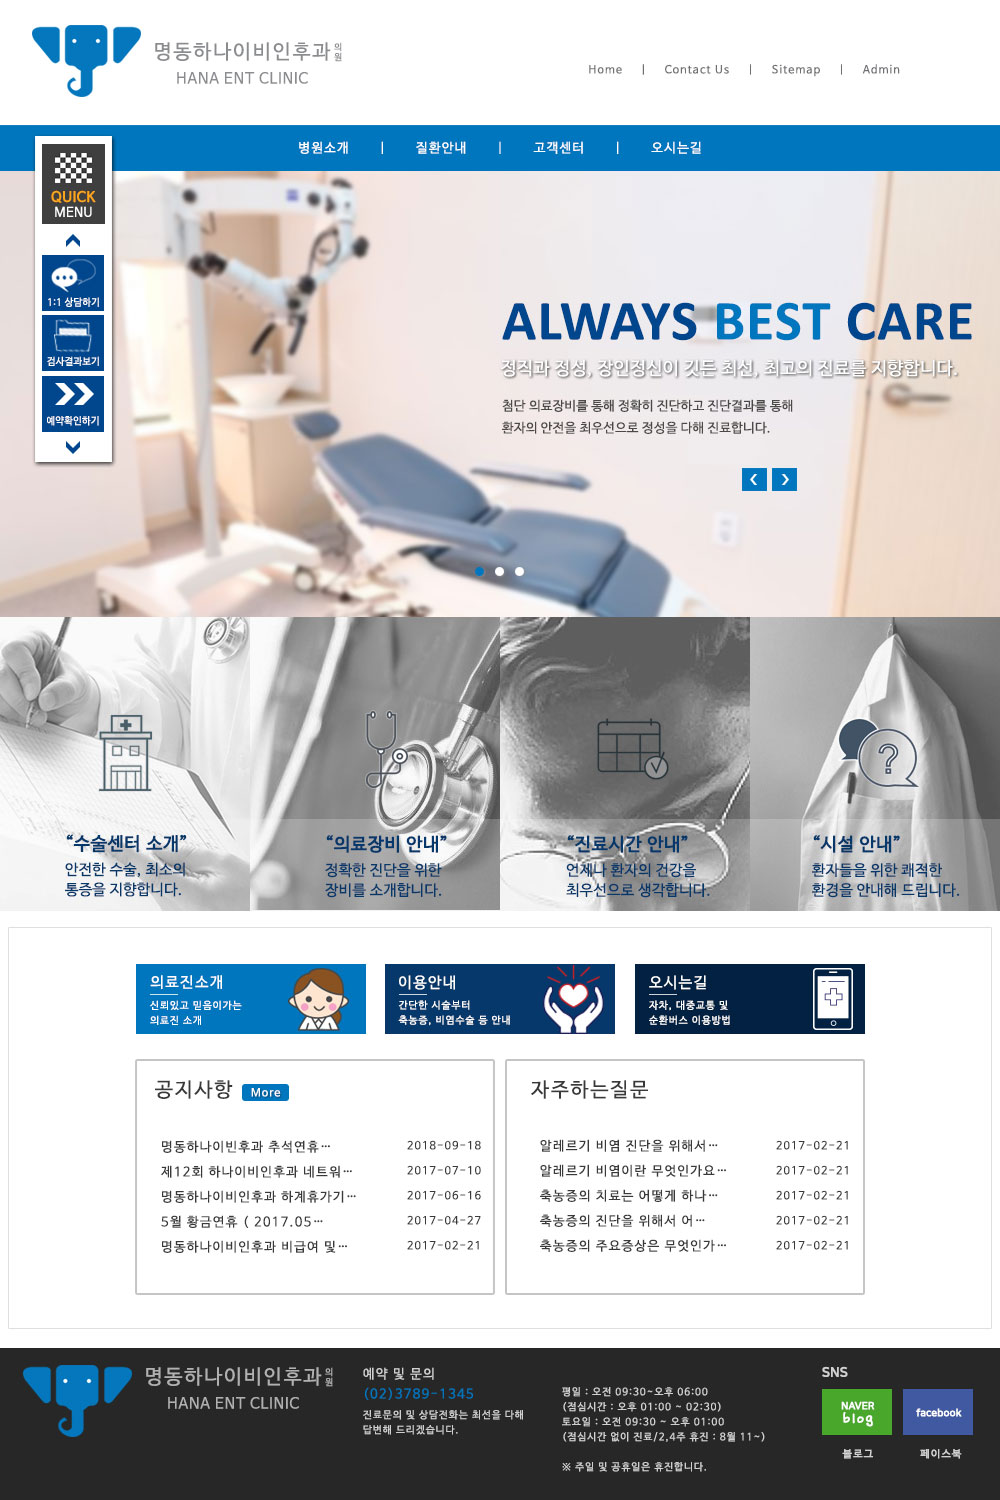 명동하나이비인후과의원
HANA ENT CLINIC
Home | Contact Us | Sitemap | Admin
병원소개 | 질환안내 | 고객센터 | 오시는길
QUICK
MENU
1:1 상담하기
검사결과보기
예약확인하기
ALWAYS BEST CARE
정직과 정성, 장인정신이 깃든 최선, 최고의 진료를 지향합니다.
첨단 의료장비를 통해 정확히 진단하고 진단결과를 통해
환자의 안전을 최우선으로 정성을 다해 진료합니다.
“수술센터 소개”
안전한 수술, 최소의
통증을 지향합니다.
“의료장비 안내”
정확한 진단을 위한
장비를 소개합니다.
“진료시간 안내”
언제나 환자의 건강을
최우선으로 생각합니다.
“시설 안내”
환자들을 위한 쾌적한
환경을 안내해 드립니다.
의료진소개
신뢰있고 믿음이가는
의료진 소개
이용안내
간단한 시술부터
축농증, 비염수술 등 안내
오시는길
자차, 대중교통 및
순환버스 이용방법
공지사항 More
명동하나이빈후과 추석연휴… 2018-09-18
제12회 하나이비인후과 네트워… 2017-07-10
명동하나이비인후과 하계휴가기… 2017-06-16
5월 황금연휴 ( 2017.05… 2017-04-27
명동하나이비인후과 비급여 및… 2017-02-21
자주하는질문
알레르기 비염 진단을 위해서… 2017-02-21
알레르기 비염이란 무엇인가요… 2017-02-21
축농증의 치료는 어떻게 하나… 2017-02-21
축농증의 진단을 위해서 어… 2017-02-21
축농증의 주요증상은 무엇인가… 2017-02-21
명동하나이비인후과의원
HANA ENT CLINIC
예약 및 문의
(02)3789-1345
진료문의 및 상담전화는 최선을 다해
답변해 드리겠습니다.
평일 : 오전 09:30~오후 06:00
(점심시간 : 오후 01:00 ~ 02:30)
토요일 : 오전 09:30 ~ 오후 01:00
(점심시간 없이 진료/2,4주 휴진 : 8월 11~)
※ 주일 및 공휴일은 휴진합니다.
SNS
NAVER
blog
facebook
블로그
페이스북